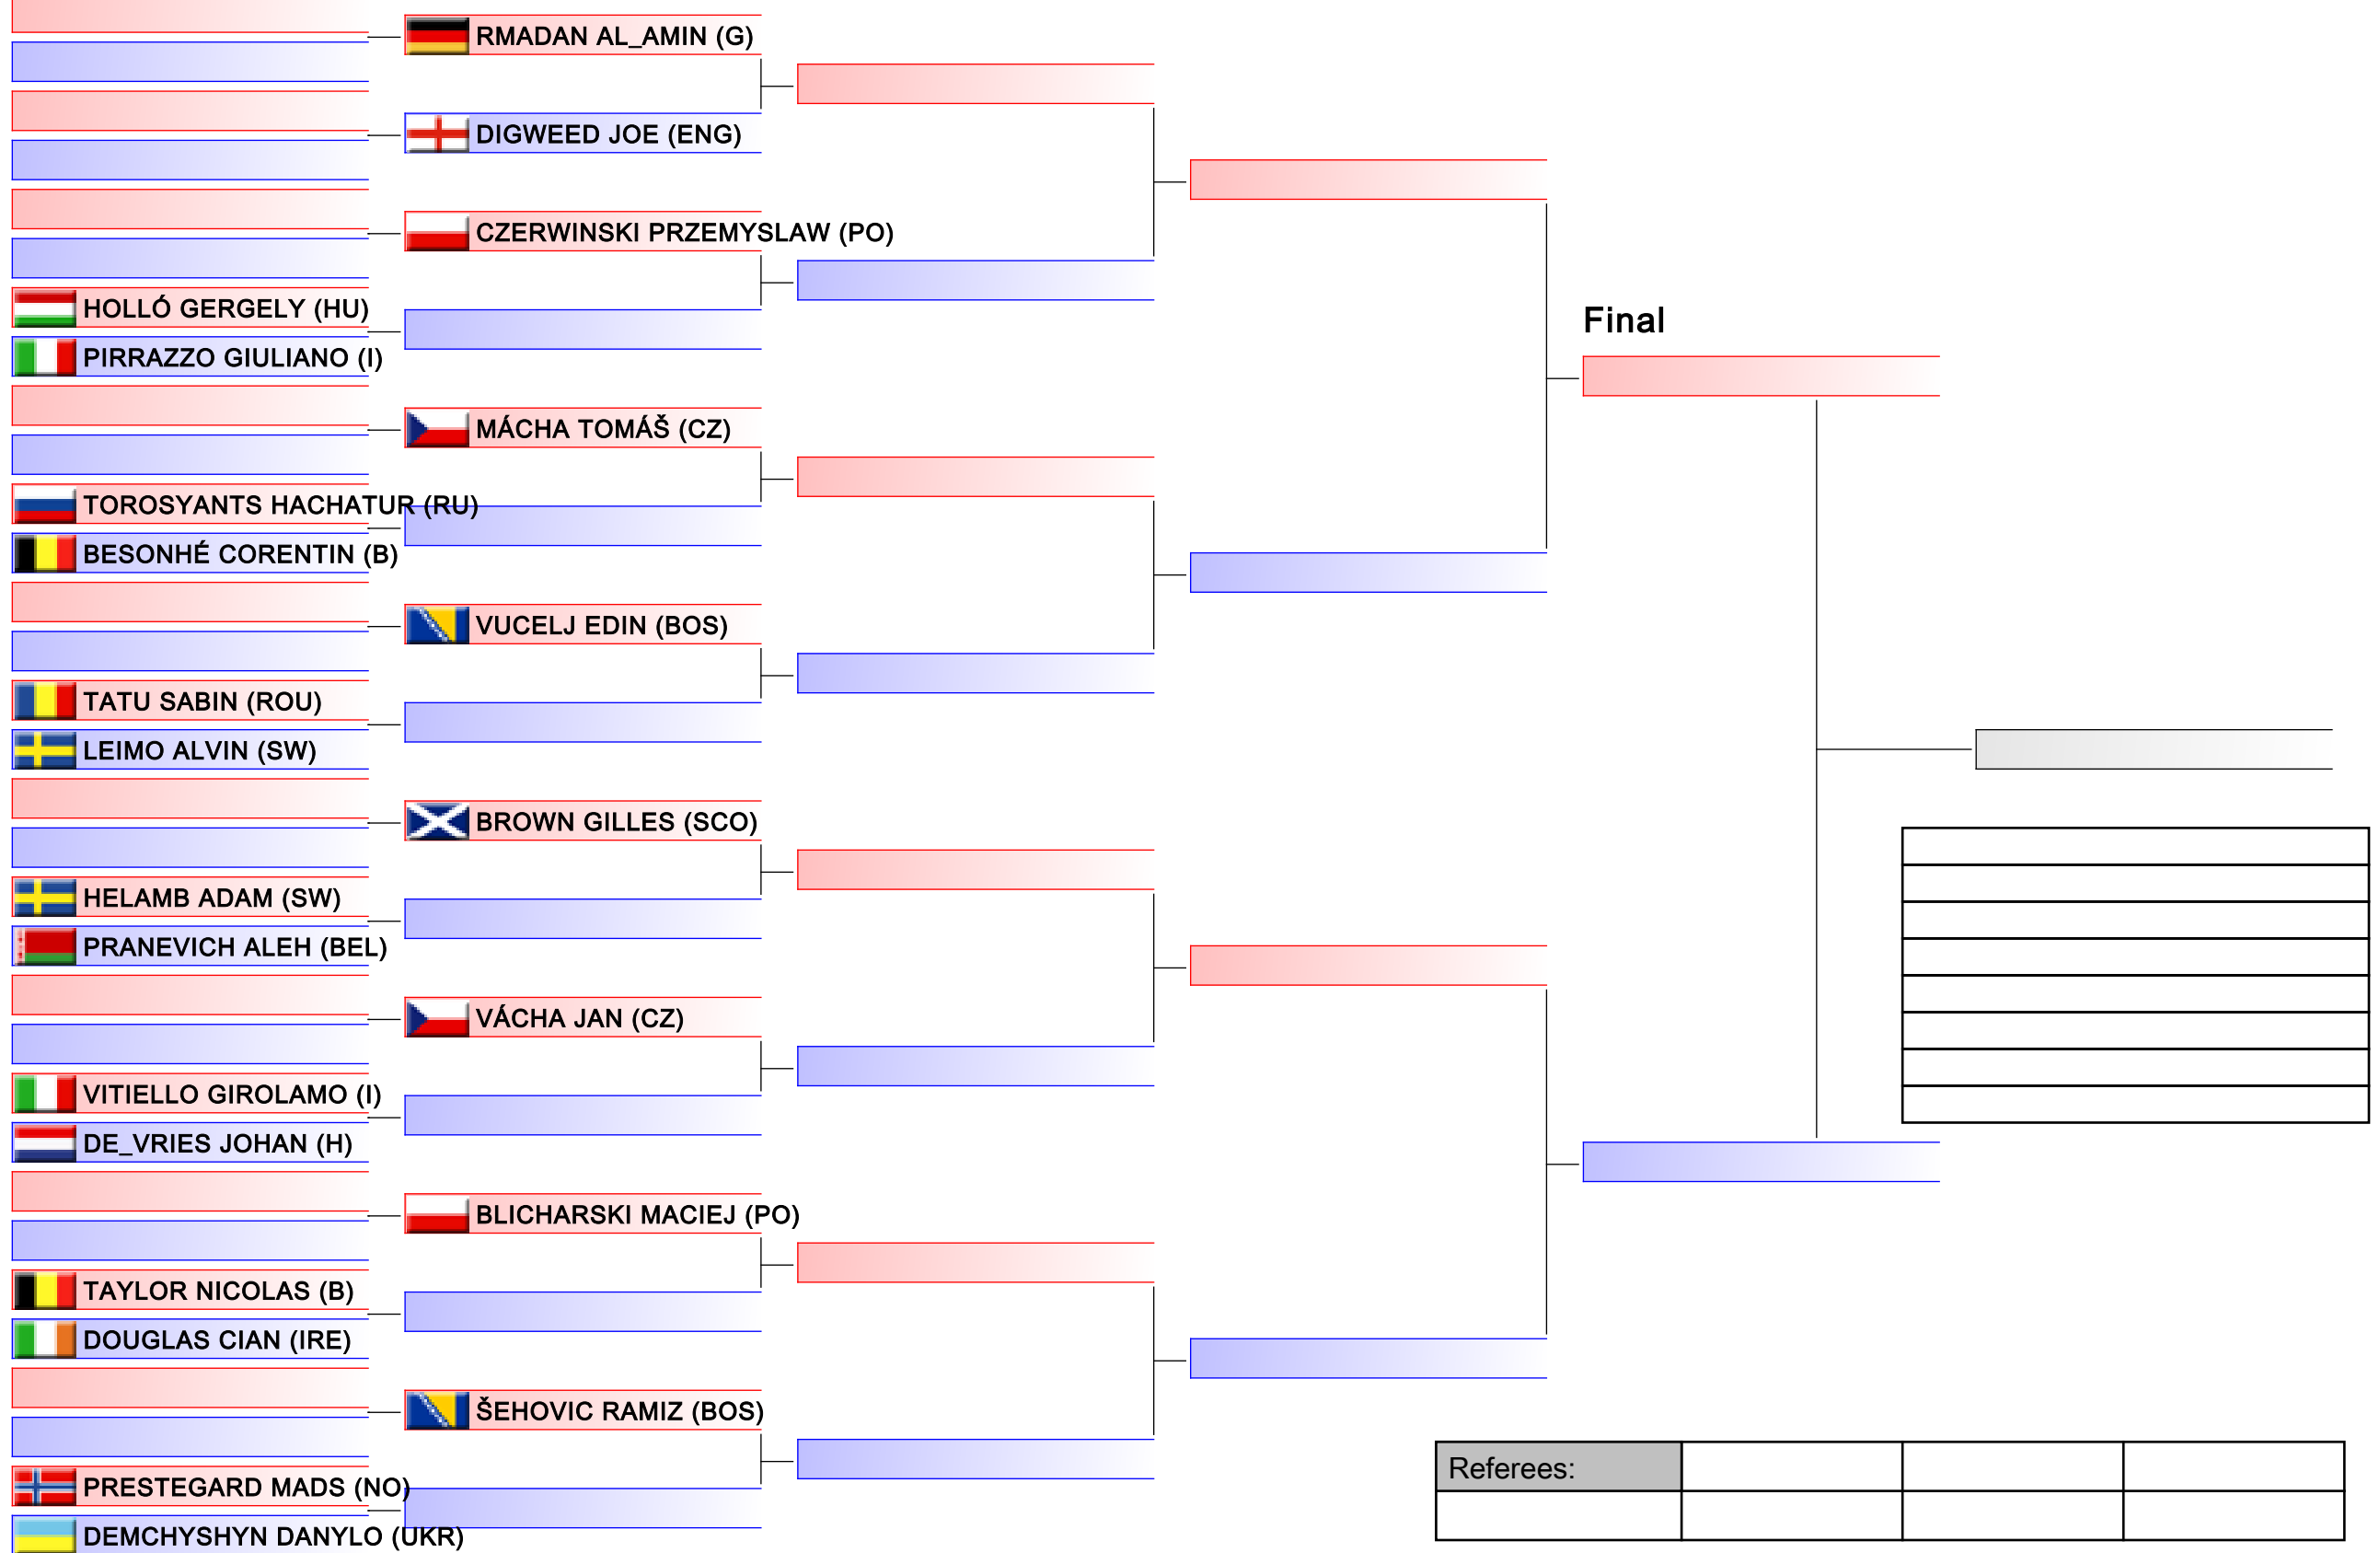 RMADAN AL_AMIN (G)
DIGWEED JOE (ENG)
CZERWINSKI PRZEMYSLAW (PO)
HOLLÓ GERGELY (HU)
Final
PIRRAZZO GIULIANO (I)
MÁCHA TOMÁŠ (CZ)
TOROSYANTS HACHATUR (RU)
BESONHÉ CORENTIN (B)
VUCELJ EDIN (BOS)
TATU SABIN (ROU)
LEIMO ALVIN (SW)
BROWN GILLES (SCO)
HELAMB ADAM (SW)
PRANEVICH ALEH (BEL)
VÁCHA JAN (CZ)
VITIELLO GIROLAMO (I)
DE_VRIES JOHAN (H)
BLICHARSKI MACIEJ (PO)
TAYLOR NICOLAS (B)
DOUGLAS CIAN (IRE)
ŠEHOVIC RAMIZ (BOS)
Referees:
PRESTEGARD MADS (NO)
DEMCHYSHYN DANYLO (UKR)